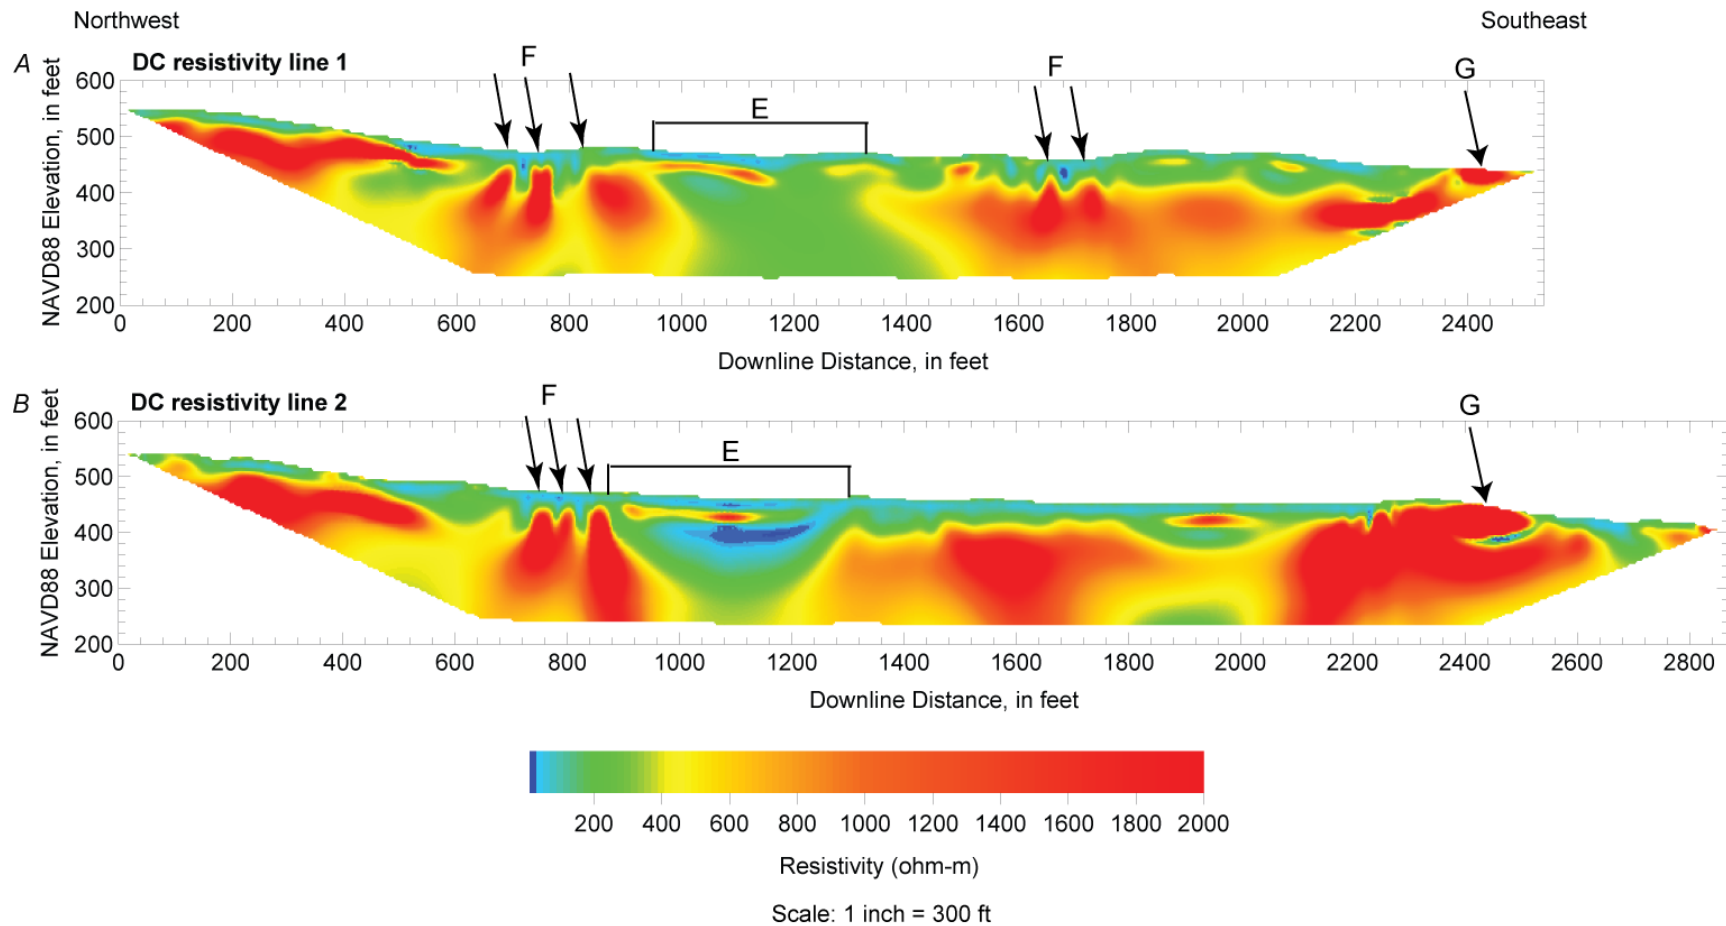 Northwest
Southeast
A
DC resistivity line 1
F
F
G
E
NAVD88 Elevation, in feet
600
500
400
300
200
0 200 400 600 800 1000 1200 1400 1600 1800 2000 2200 2400
Downline Distance, in feet
B
DC resistivity line 2
F
G
E
NAVD88 Elevation, in feet
600
500
400
300
200
0 200 400 600 800 1000 1200 1400 1600 1800 2000 2200 2400 2600 2800
Downline Distance, in feet
200 400 600 800 1000 1200 1400 1600 1800 2000
Resistivity (ohm-m)
Scale: 1 inch = 300 ft